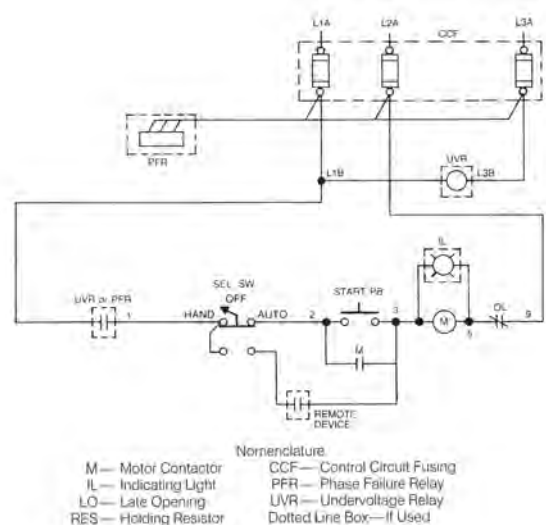 L1A L2A L3A
CCF
PFR
UVR
L1B L3B
IL
SEL. SW.
OFF
START PB
UVR or PFR
OL
1 HAND AUTO 2 3 M 5 9
M
REMOTE
DEVICE
Nomenclature
M — Motor Contactor CCF — Control Circuit Fusing
IL — Indicating Light PFR — Phase Failure Relay
LO — Late Opening UVR — Undervoltage Relay
RES — Holding Resistor Dotted Line Box — If Used